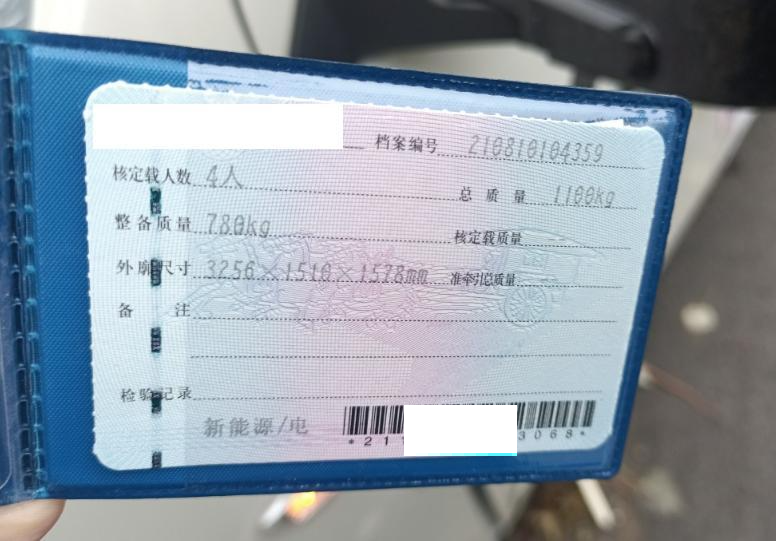 档案编号 210810104359
核定载人数 4人 总质量 1100kg
整备质量 780kg 核定载质量
外廓尺寸 3256×1510×1578mm 准牵引总质量
备注
检验记录
新能源/电
*211 3068*